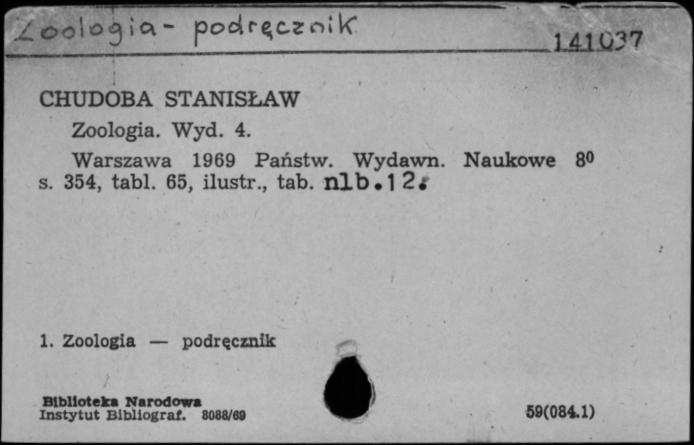 Zoologia - podręcznik
141037
CHUDOBA STANISŁAW
Zoologia. Wyd. 4.
Warszawa 1969 Państw. Wydawn. Naukowe 8⁰
s. 354, tabl. 65, ilustr., tab. nlb.12.
1. Zoologia — podręcznik
Biblioteka Narodowa
Instytut Bibliograf. 8088/69
59(084.1)